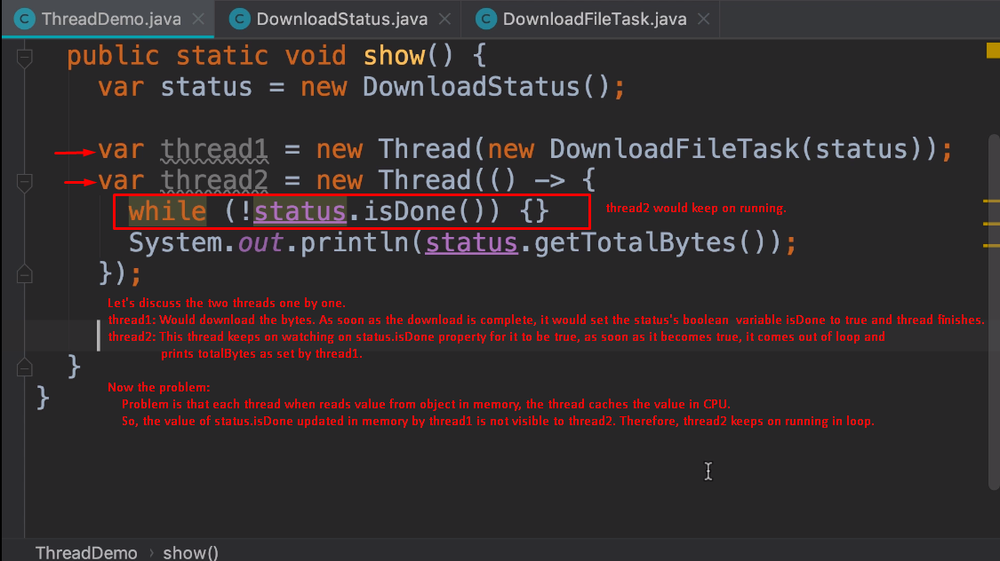 ThreadDemo.java DownloadStatus.java DownloadFileTask.java
public static void show() {
var status = new DownloadStatus();
var thread1 = new Thread(new DownloadFileTask(status));
var thread2 = new Thread(() -> {
while (!status.isDone()) {} thread2 would keep on running.
System.out.println(status.getTotalBytes());
});
Let's discuss the two threads one by one.
thread1: Would download the bytes. As soon as the download is complete, it would set the status's boolean variable isDone to true and thread finishes.
thread2: This thread keeps on watching on status.isDone property for it to be true, as soon as it becomes true, it comes out of loop and
prints totalBytes as set by thread1.
}
Now the problem:
}
Problem is that each thread when reads value from object in memory, the thread caches the value in CPU.
So, the value of status.isDone updated in memory by thread1 is not visible to thread2. Therefore, thread2 keeps on running in loop.
ThreadDemo › show()